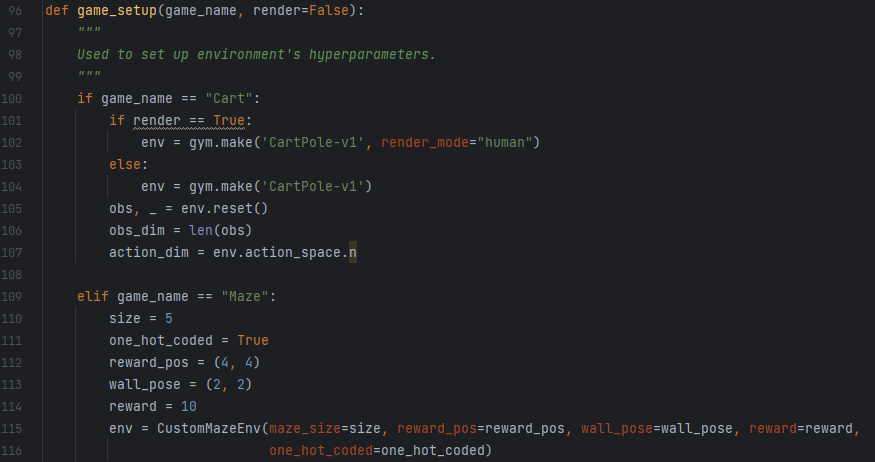 96 def game_setup(game_name, render=False):
97     """
98     Used to set up environment's hyperparameters.
99     """
100     if game_name == "Cart":
101         if render == True:
102             env = gym.make('CartPole-v1', render_mode="human")
103         else:
104             env = gym.make('CartPole-v1')
105         obs, _ = env.reset()
106         obs_dim = len(obs)
107         action_dim = env.action_space.n
108
109     elif game_name == "Maze":
110         size = 5
111         one_hot_coded = True
112         reward_pos = (4, 4)
113         wall_pose = (2, 2)
114         reward = 10
115         env = CustomMazeEnv(maze_size=size, reward_pos=reward_pos, wall_pose=wall_pose, reward=reward,
116                             one_hot_coded=one_hot_coded)